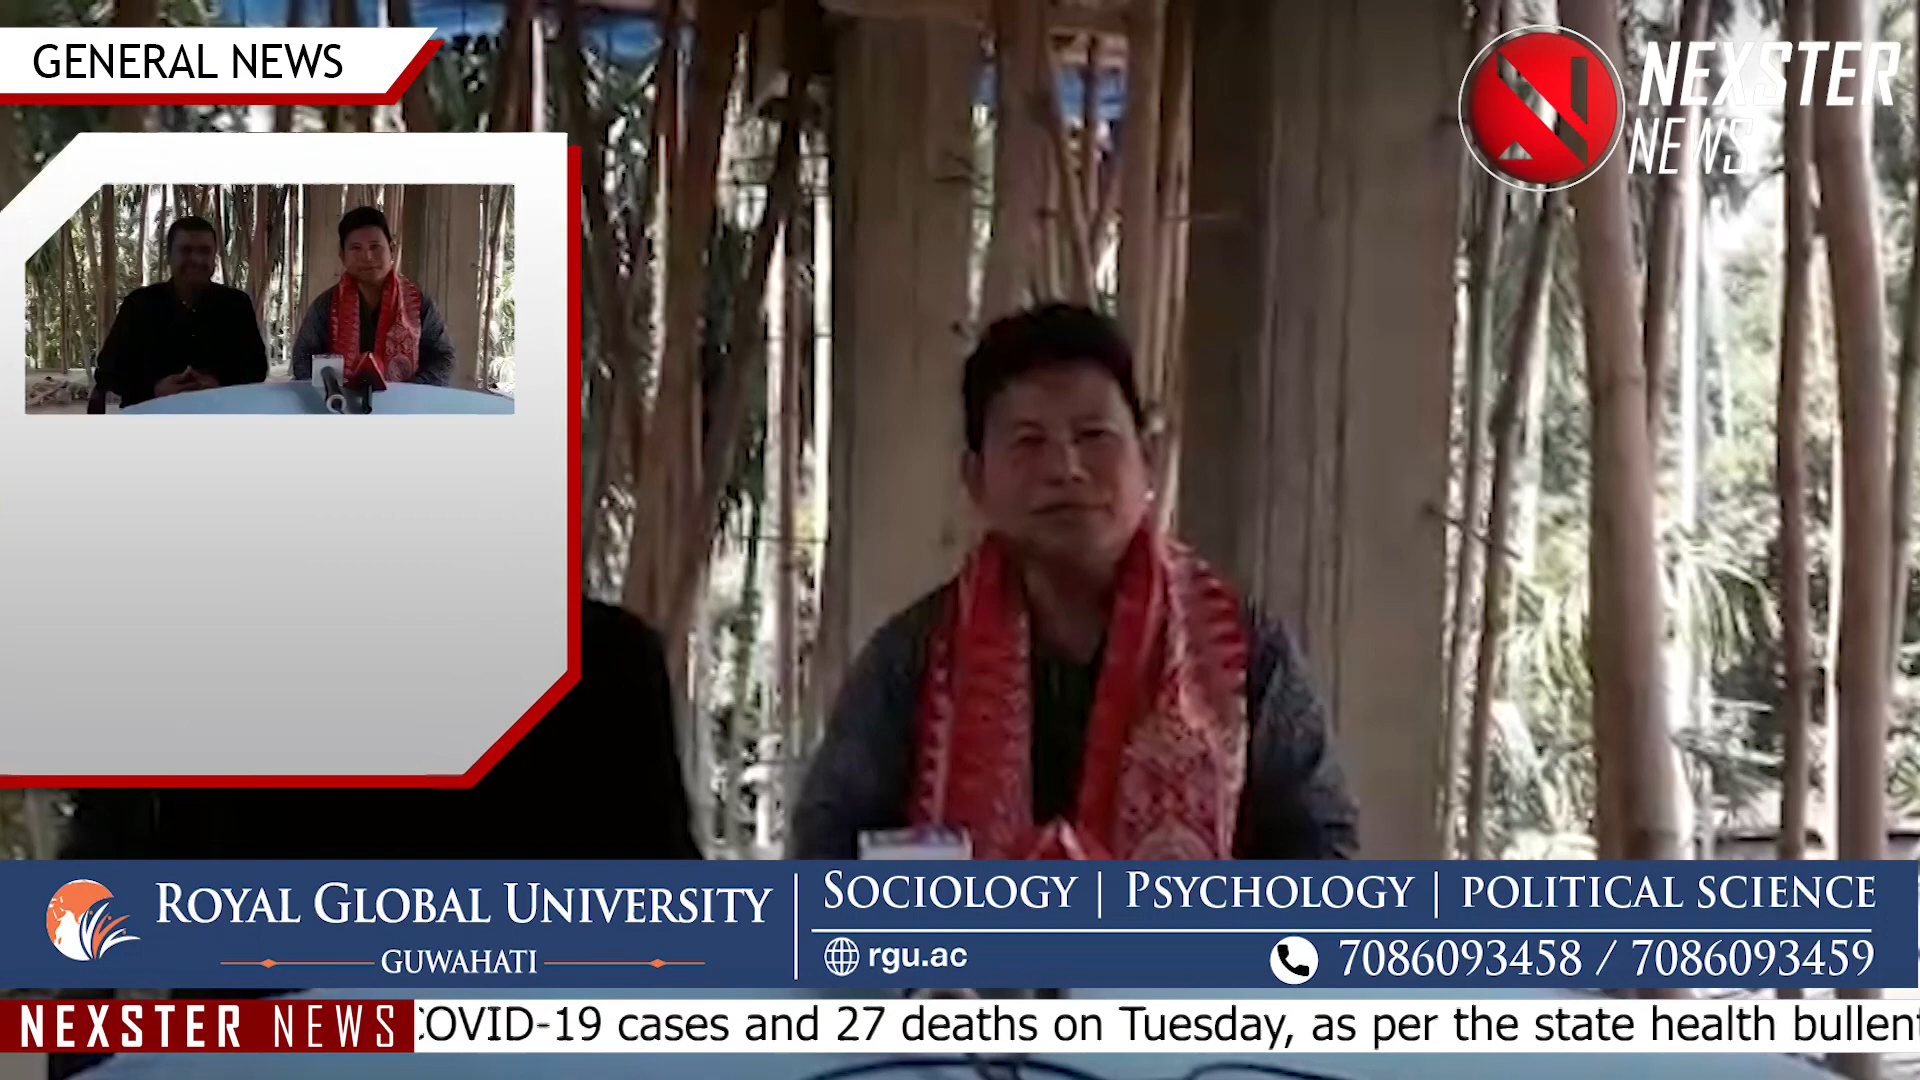 GENERAL NEWS
NEXSTER
NEWS
ROYAL GLOBAL UNIVERSITY
GUWAHATI
SOCIOLOGY | PSYCHOLOGY | POLITICAL SCIENCE
rgu.ac
7086093458 / 7086093459
NEXSTER NEWS
COVID-19 cases and 27 deaths on Tuesday, as per the state health bullent